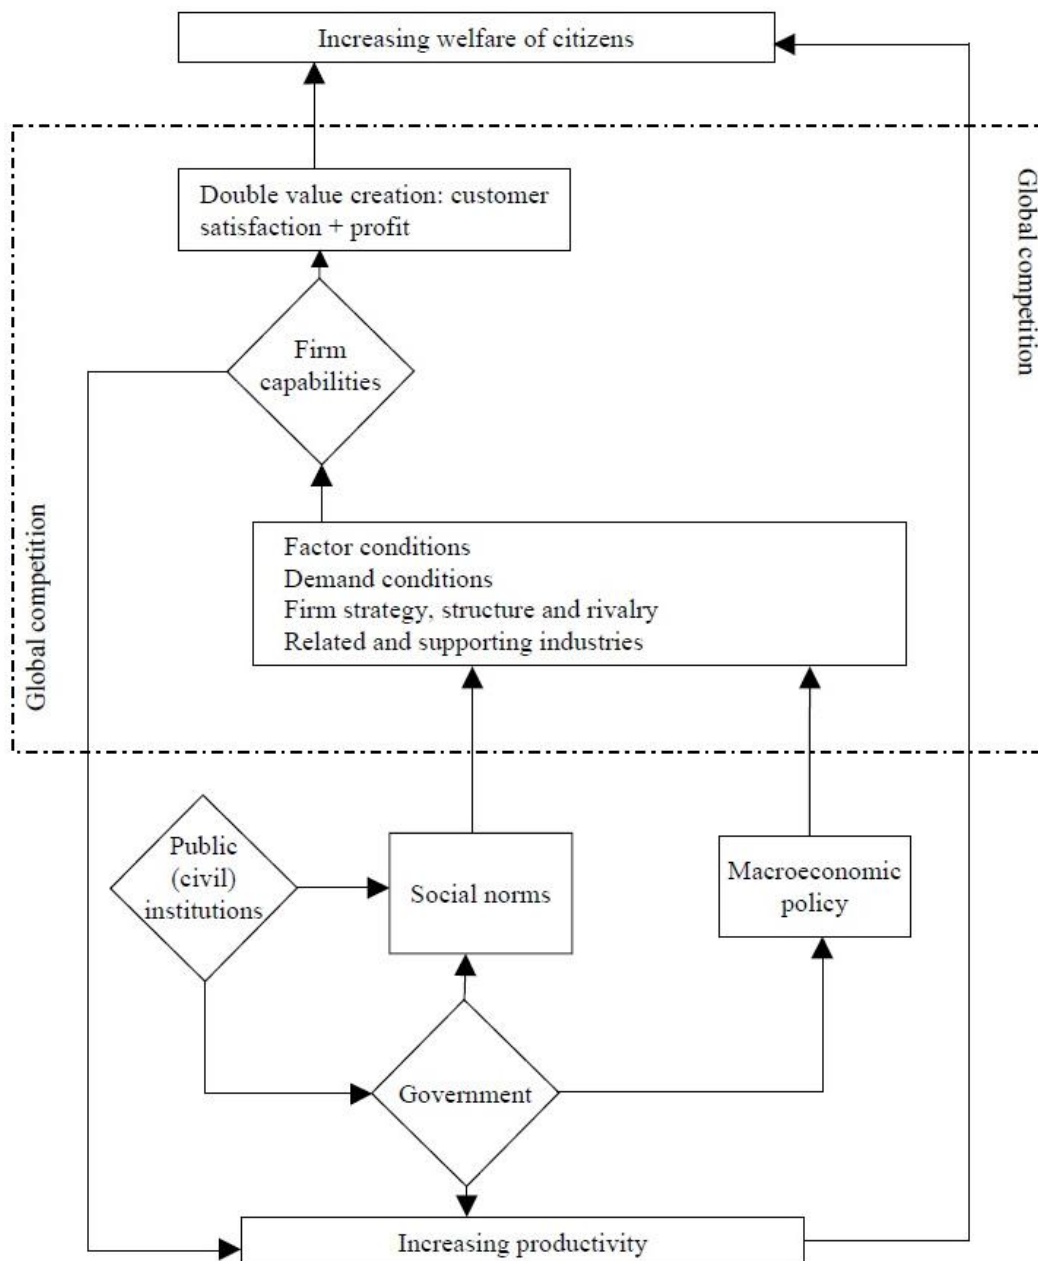 Increasing welfare of citizens
Global competition
Double value creation: customer
satisfaction + profit
Firm
capabilities
Global competition
Factor conditions
Demand conditions
Firm strategy, structure and rivalry
Related and supporting industries
Public
(civil)
institutions
Social norms
Macroeconomic
policy
Government
Increasing productivity